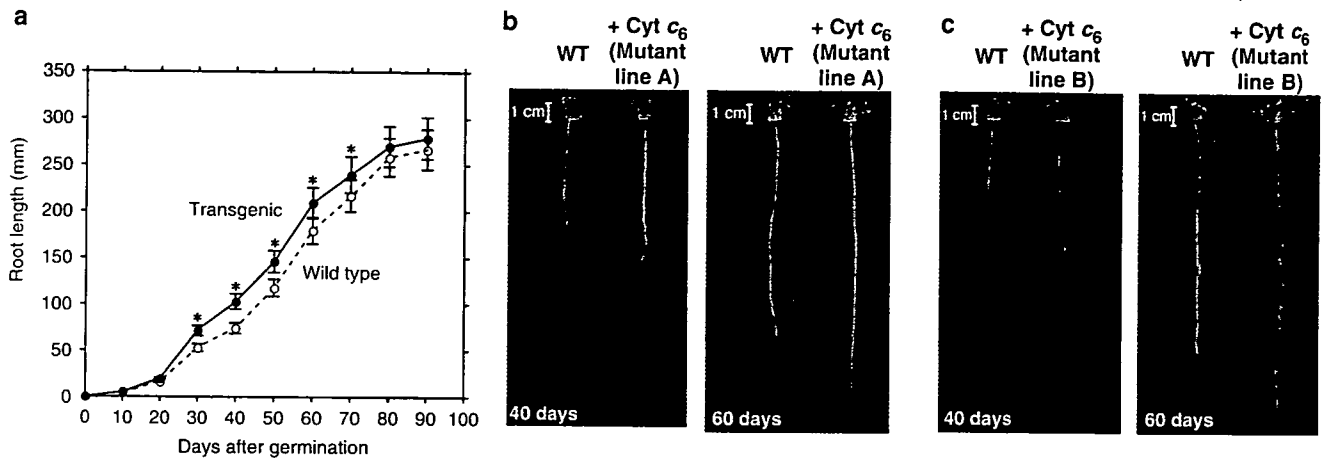 a
350
300
250
200
150
100
50
0
Root length (mm)
Transgenic
Wild type
*
*
*
*
*
0 10 20 30 40 50 60 70 80 90 100
Days after germination
b
WT
+ Cyt c6
(Mutant
line A)
1 cm
40 days
WT
+ Cyt c6
(Mutant
line A)
1 cm
60 days
c
WT
+ Cyt c6
(Mutant
line B)
1 cm
40 days
WT
+ Cyt c6
(Mutant
line B)
1 cm
60 days